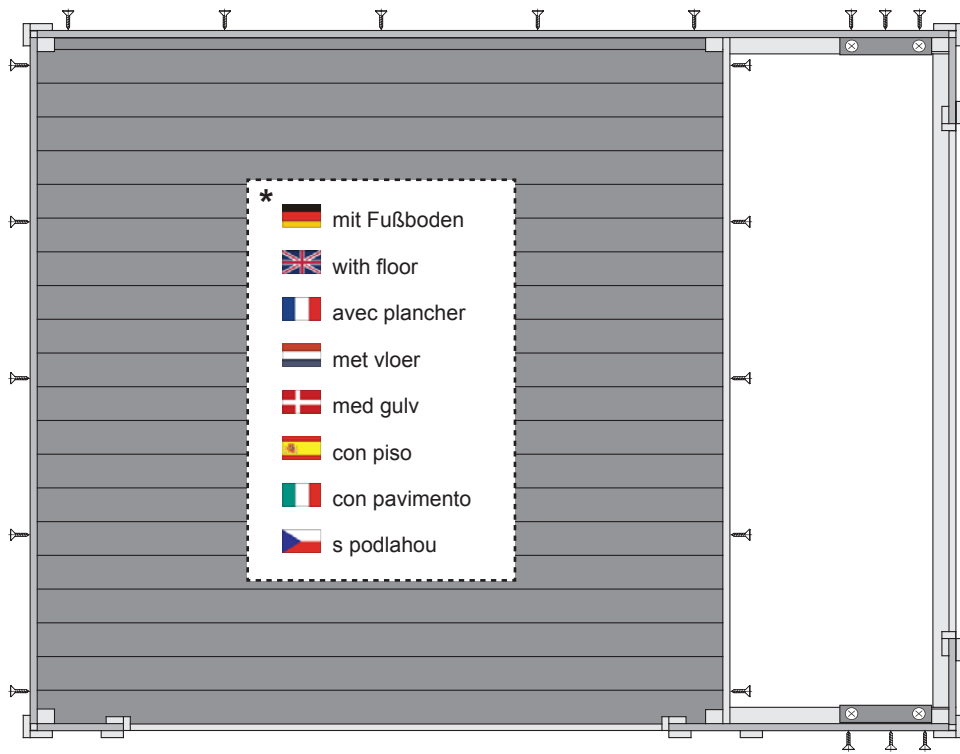 *
mit Fußboden
with floor
avec plancher
met vloer
med gulv
con piso
con pavimento
s podlahou